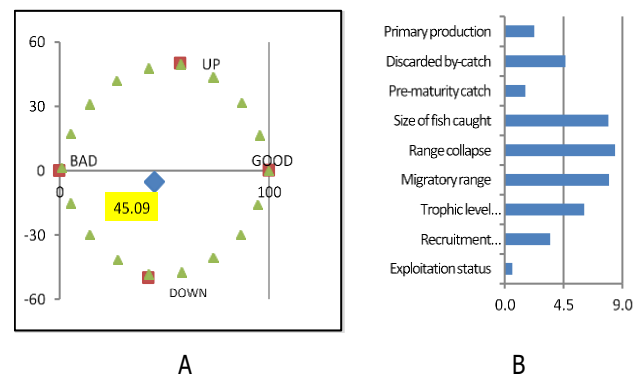 60
UP
30
BAD
GOOD
0
0
100
45.09
-30
DOWN
-60
A
Primary production
Discarded by-catch
Pre-maturity catch
Size of fish caught
Range collapse
Migratory range
Trophic level...
Recruitment...
Exploitation status
0.0 4.5 9.0
B